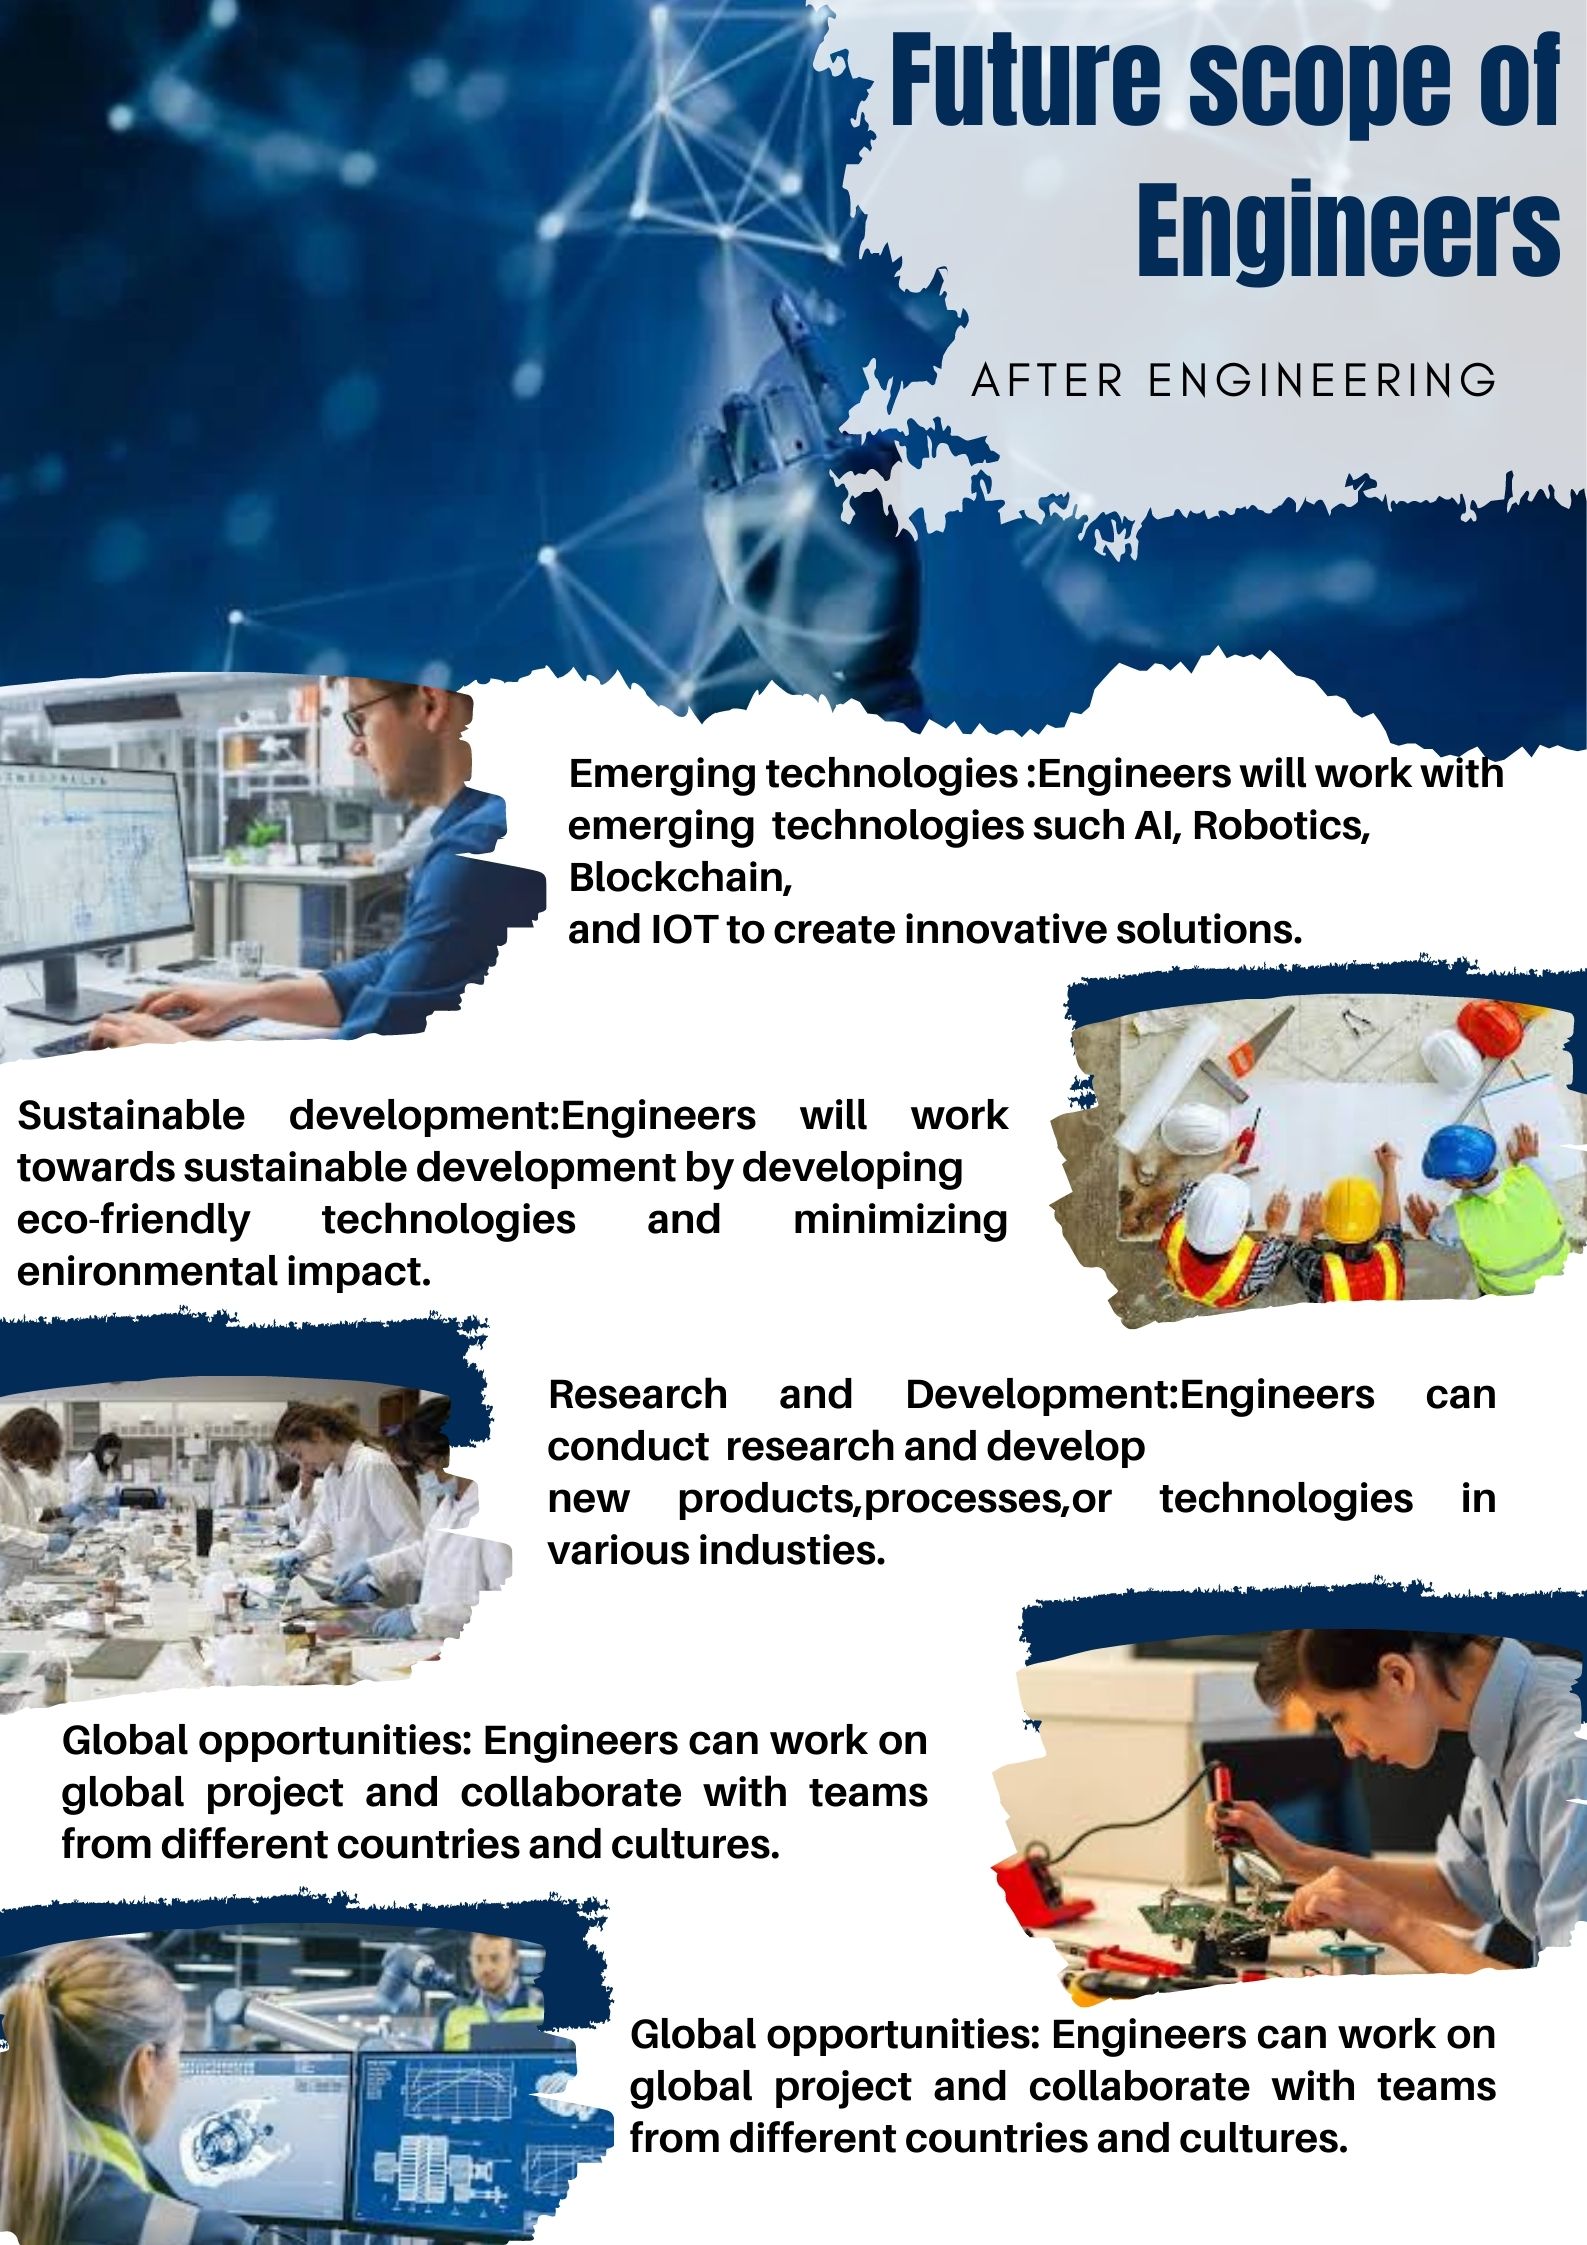 Future scope of
Engineers
AFTER ENGINEERING
Emerging technologies :Engineers will work with
emerging technologies such AI, Robotics,
Blockchain,
and IOT to create innovative solutions.
Sustainable development:Engineers will work
towards sustainable development by developing
eco-friendly technologies and minimizing
enironmental impact.
Research and Development:Engineers can
conduct research and develop
new products,processes,or technologies in
various industies.
Global opportunities: Engineers can work on
global project and collaborate with teams
from different countries and cultures.
Global opportunities: Engineers can work on
global project and collaborate with teams
from different countries and cultures.